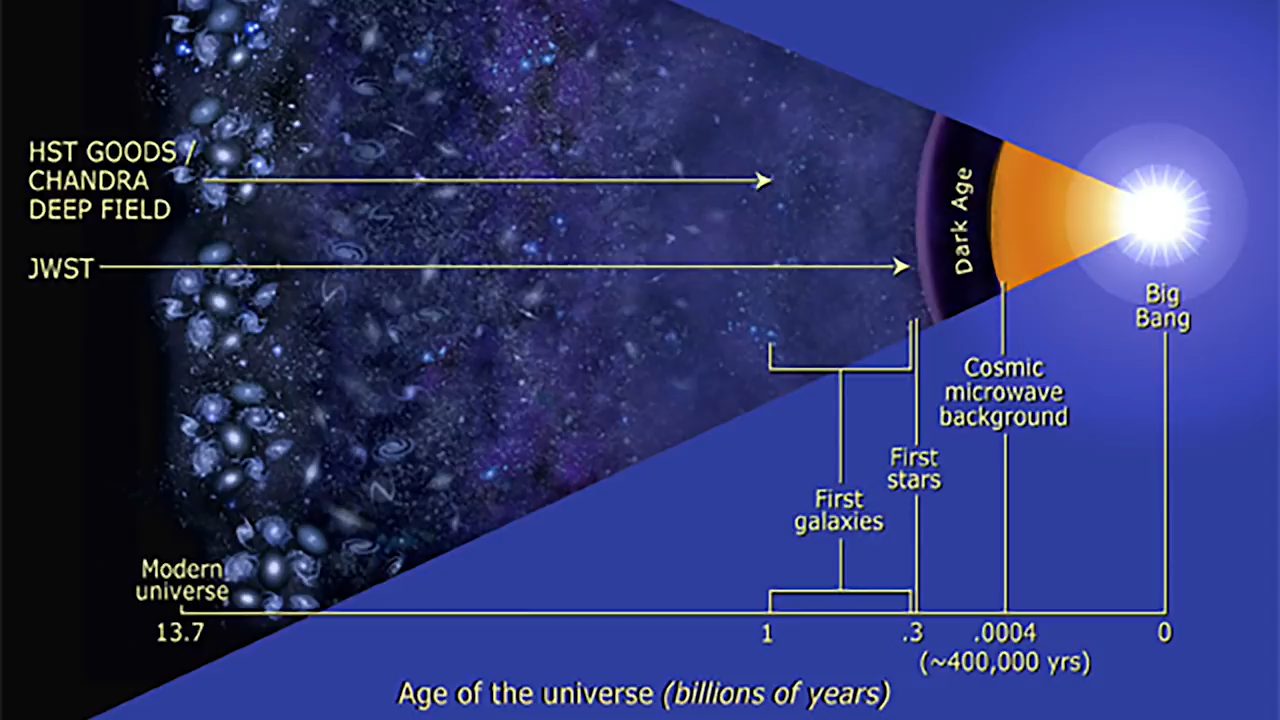 HST GOODS /
CHANDRA
DEEP FIELD
JWST
Dark Age
Big
Bang
Cosmic
microwave
background
First
stars
First
galaxies
Modern
universe
13.7
1
.3
.0004
0
(~400,000 yrs)
Age of the universe (billions of years)